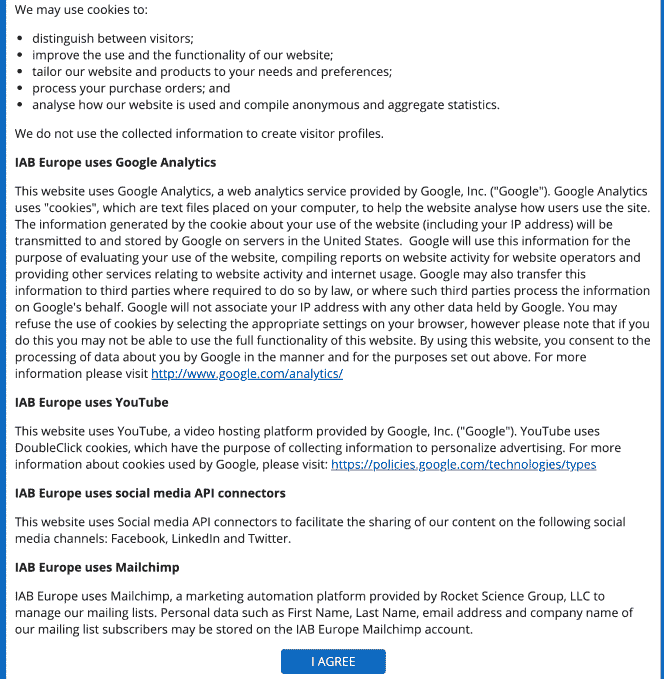 We may use cookies to:
• distinguish between visitors;
• improve the use and the functionality of our website;
• tailor our website and products to your needs and preferences;
• process your purchase orders; and
• analyse how our website is used and compile anonymous and aggregate statistics.
We do not use the collected information to create visitor profiles.
IAB Europe uses Google Analytics
This website uses Google Analytics, a web analytics service provided by Google, Inc. ("Google"). Google Analytics
uses "cookies", which are text files placed on your computer, to help the website analyse how users use the site.
The information generated by the cookie about your use of the website (including your IP address) will be
transmitted to and stored by Google on servers in the United States.  Google will use this information for the
purpose of evaluating your use of the website, compiling reports on website activity for website operators and
providing other services relating to website activity and internet usage. Google may also transfer this
information to third parties where required to do so by law, or where such third parties process the information
on Google's behalf. Google will not associate your IP address with any other data held by Google. You may
refuse the use of cookies by selecting the appropriate settings on your browser, however please note that if you
do this you may not be able to use the full functionality of this website. By using this website, you consent to the
processing of data about you by Google in the manner and for the purposes set out above. For more
information please visit http://www.google.com/analytics/
IAB Europe uses YouTube
This website uses YouTube, a video hosting platform provided by Google, Inc. ("Google"). YouTube uses
DoubleClick cookies, which have the purpose of collecting information to personalize advertising. For more
information about cookies used by Google, please visit: https://policies.google.com/technologies/types
IAB Europe uses social media API connectors
This website uses Social media API connectors to facilitate the sharing of our content on the following social
media channels: Facebook, LinkedIn and Twitter.
IAB Europe uses Mailchimp
IAB Europe uses Mailchimp, a marketing automation platform provided by Rocket Science Group, LLC to
manage our mailing lists. Personal data such as First Name, Last Name, email address and company name of
our mailing list subscribers may be stored on the IAB Europe Mailchimp account.
I AGREE